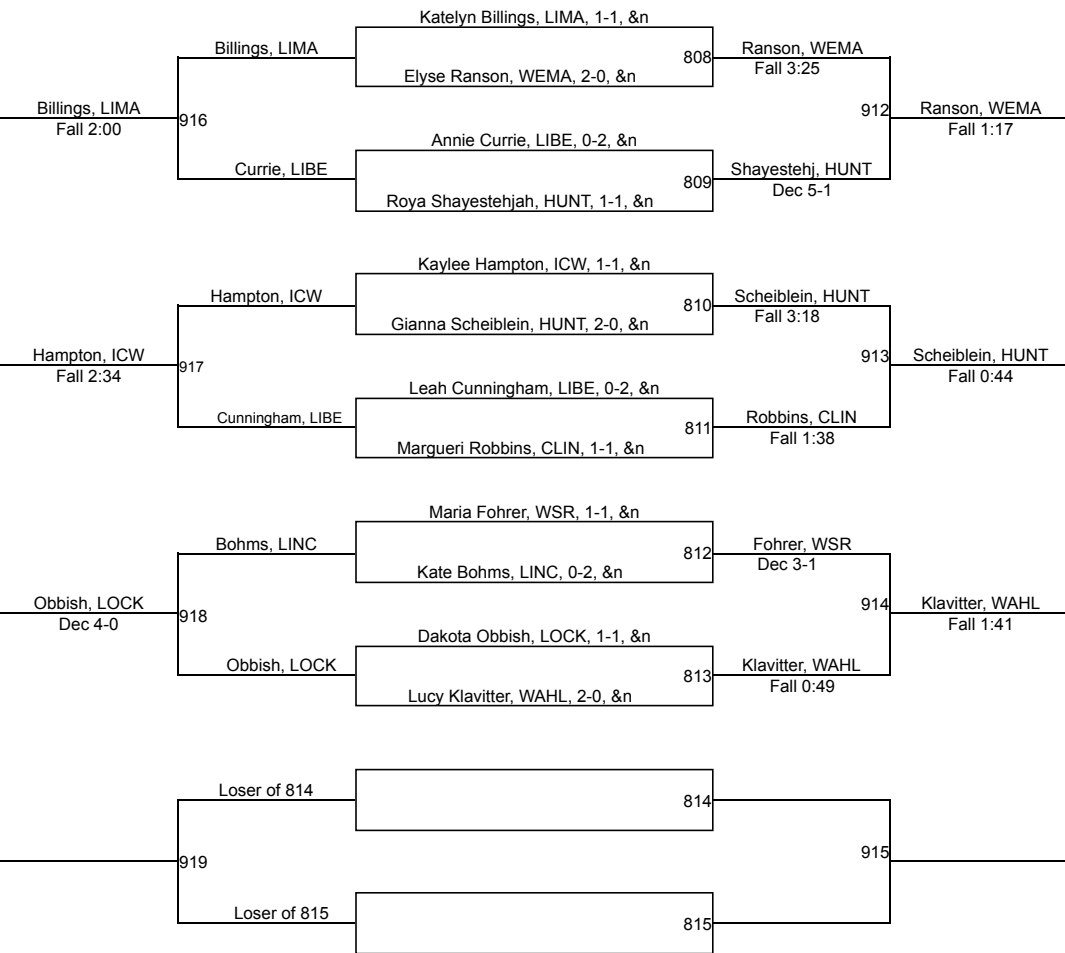 Katelyn Billings, LIMA, 1-1, &n
Billings, LIMA
808
Ranson, WEMA
Elyse Ranson, WEMA, 2-0, &n
Fall 3:25
Billings, LIMA
Fall 2:00
916
912
Ranson, WEMA
Fall 1:17
Annie Currie, LIBE, 0-2, &n
Currie, LIBE
809
Shayestehj, HUNT
Roya Shayestehjah, HUNT, 1-1, &n
Dec 5-1
Kaylee Hampton, ICW, 1-1, &n
Hampton, ICW
810
Scheiblein, HUNT
Gianna Scheiblein, HUNT, 2-0, &n
Fall 3:18
Hampton, ICW
Fall 2:34
917
913
Scheiblein, HUNT
Fall 0:44
Leah Cunningham, LIBE, 0-2, &n
Cunningham, LIBE
811
Robbins, CLIN
Margueri Robbins, CLIN, 1-1, &n
Fall 1:38
Maria Fohrer, WSR, 1-1, &n
Bohms, LINC
812
Fohrer, WSR
Kate Bohms, LINC, 0-2, &n
Dec 3-1
Obbish, LOCK
Dec 4-0
918
914
Klavitter, WAHL
Fall 1:41
Dakota Obbish, LOCK, 1-1, &n
Obbish, LOCK
813
Klavitter, WAHL
Lucy Klavitter, WAHL, 2-0, &n
Fall 0:49
Loser of 814
814
919
915
Loser of 815
815